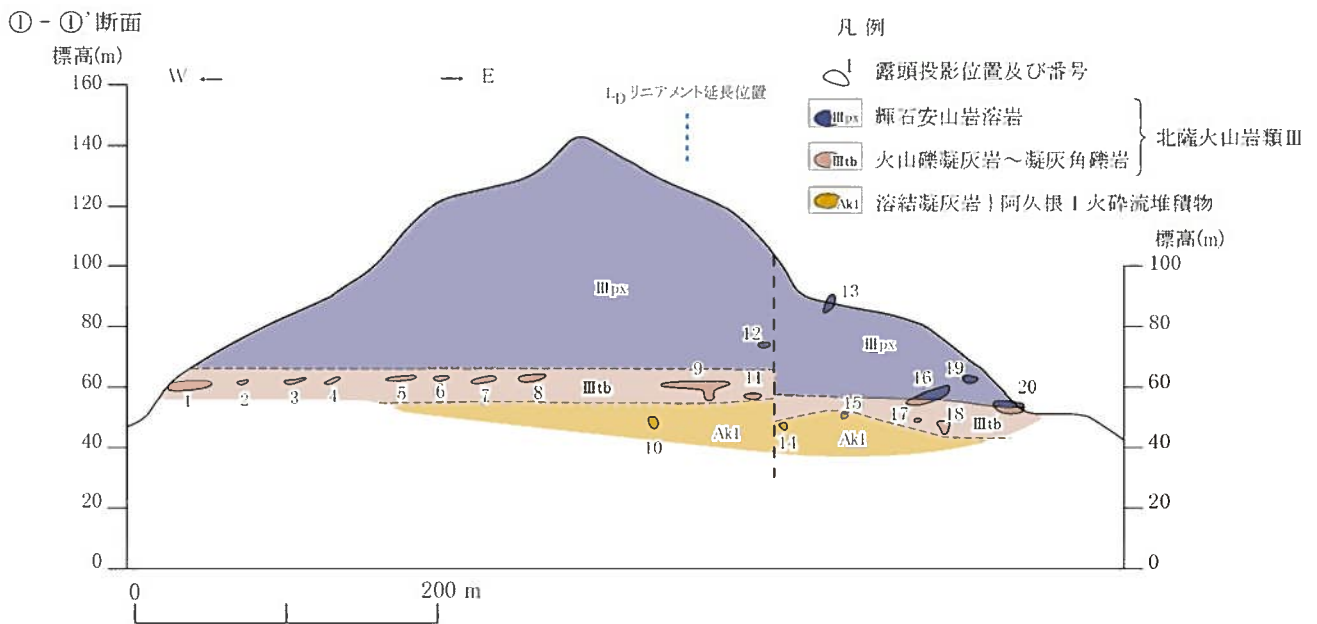 ①－①’断面
標高(m)
W ← → E
LD リニアメント延長位置
凡 例
1 露頭投影位置及び番号
Ⅲpx 輝石安山岩溶岩
Ⅲtb 火山礫凝灰岩～凝灰角礫岩
北薩火山岩類Ⅲ
Ak1 溶結凝灰岩}阿久根Ⅰ火砕流堆積物
標高(m)
160
140
120
100
80
60
40
20
0
100
80
60
40
20
0
Ⅲpx
Ⅲpx
Ⅲtb
Ⅲtb
Ak1
Ak1
1
2
3
4
5
6
7
8
9
10
11
12
13
14
15
16
17
18
19
20
0
200 m